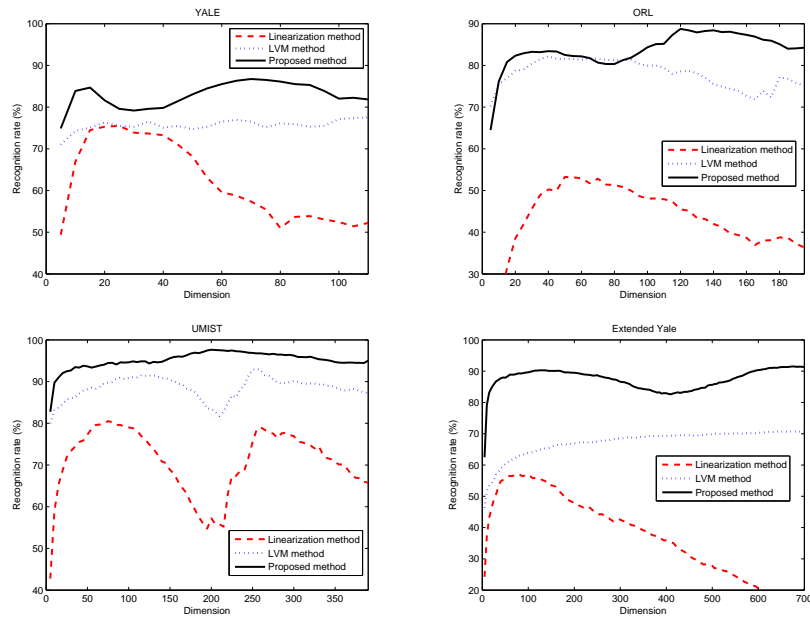 YALE
100
90
80
70
60
50
40
Recognition rate (%)
0 20 40 60 80 100
Dimension
Linearization method
LVM method
Proposed method
ORL
90
80
70
60
50
40
30
Recognition rate (%)
0 20 40 60 80 100 120 140 160 180
Dimension
Linearization method
LVM method
Proposed method
UMIST
100
90
80
70
60
50
40
Recognition rate (%)
0 50 100 150 200 250 300 350
Dimension
Linearization method
LVM method
Proposed method
Extended Yale
100
90
80
70
60
50
40
30
20
Recognition rate (%)
0 100 200 300 400 500 600 700
Dimension
Linearization method
LVM method
Proposed method